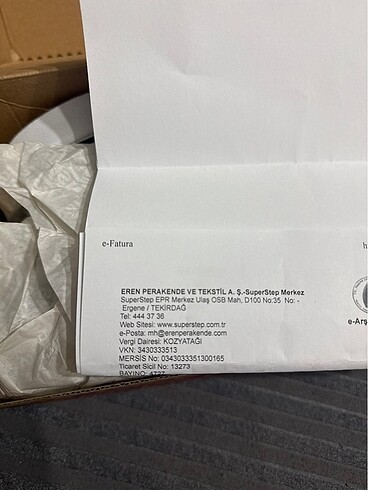 e-Fatura
EREN PERAKENDE VE TEKSTİL A. Ş.-SuperStep Merkez
SuperStep EPR Merkez Ulaş OSB Mah, D100 No:35 No: -
Ergene / TEKİRDAĞ
Tel: 444 37 36
Web Sitesi: www.superstep.com.tr
e-Posta: mh@erenperakende.com
Vergi Dairesi: KOZYATAĞI
VKN: 3430333513
MERSİS No: 0343033351300165
Ticaret Sicil No: 13273
BAYINO: 4727
e-Arş